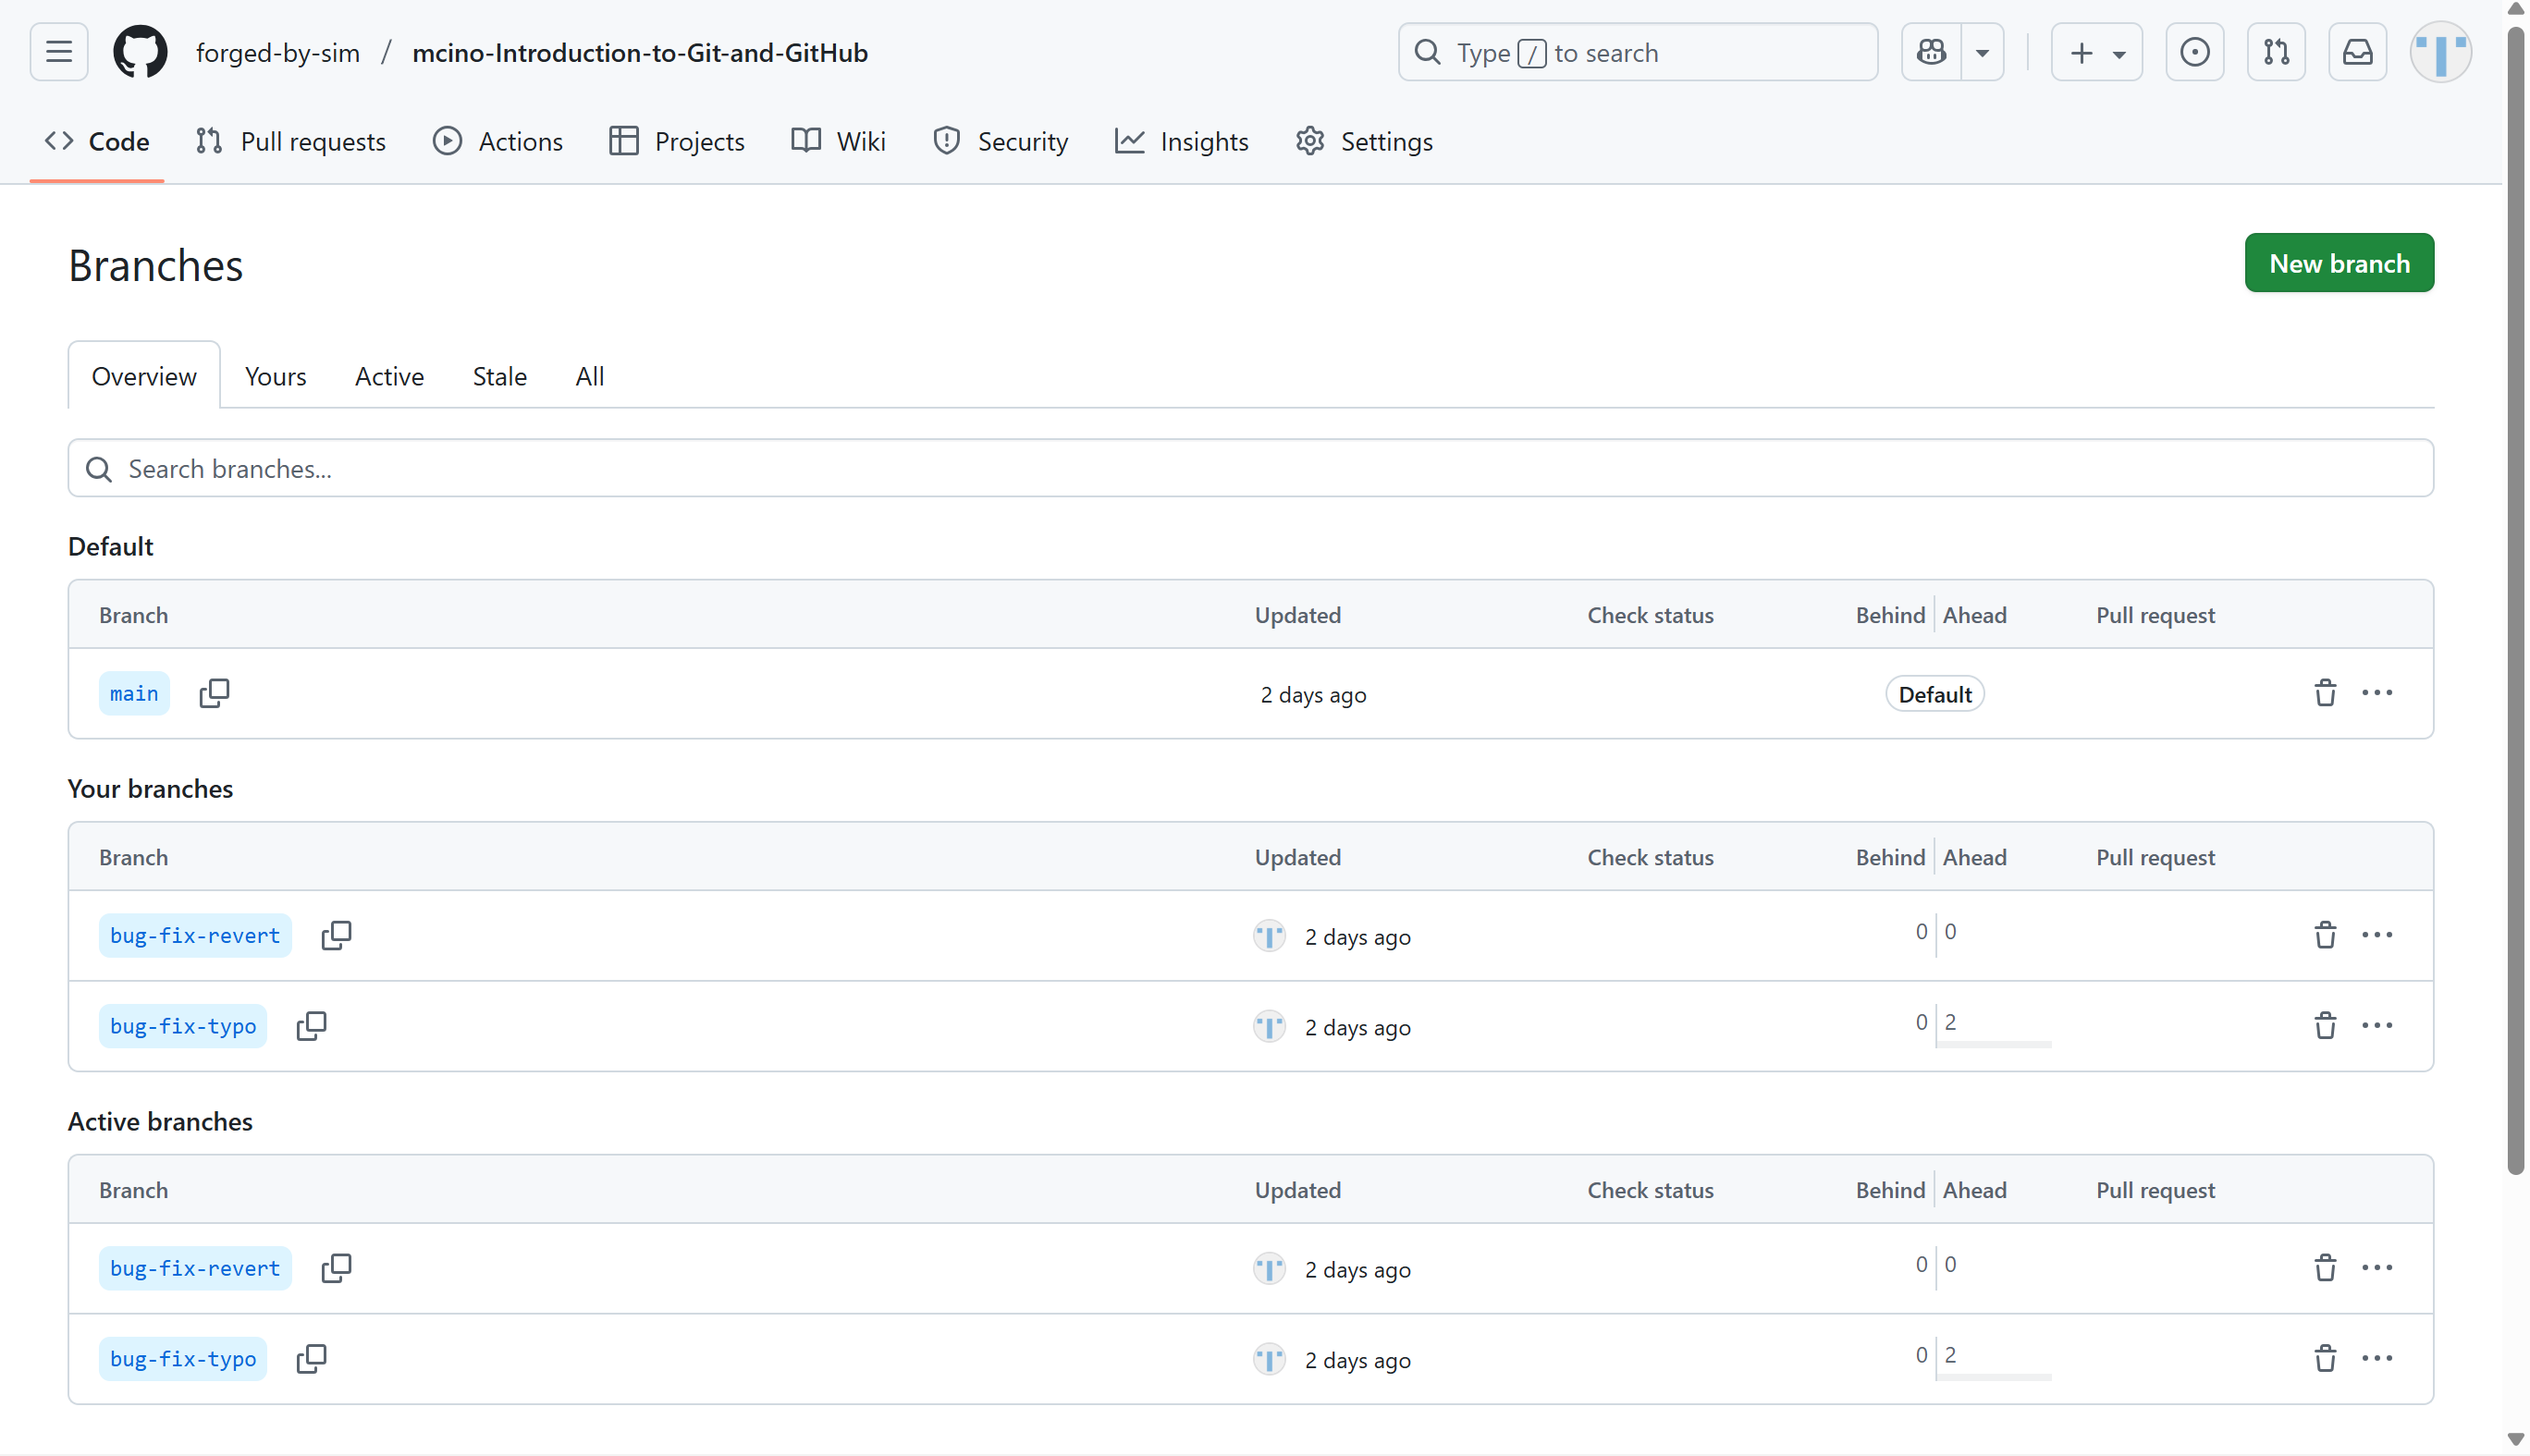 forged-by-sim / mcino-Introduction-to-Git-and-GitHub Type / to search
Code Pull requests Actions Projects Wiki Security Insights Settings
Branches New branch
Overview Yours Active Stale All
Search branches...
Default
Branch Updated Check status Behind Ahead Pull request
main 2 days ago Default
Your branches
Branch Updated Check status Behind Ahead Pull request
bug-fix-revert 2 days ago 0 0
bug-fix-typo 2 days ago 0 2
Active branches
Branch Updated Check status Behind Ahead Pull request
bug-fix-revert 2 days ago 0 0
bug-fix-typo 2 days ago 0 2